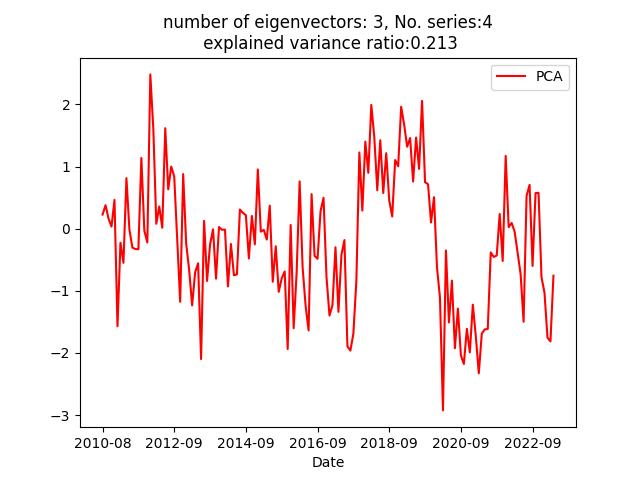 number of eigenvectors: 3, No. series:4
explained variance ratio:0.213
PCA
2
1
0
−1
−2
−3
2010-08 2012-09 2014-09 2016-09 2018-09 2020-09 2022-09
Date